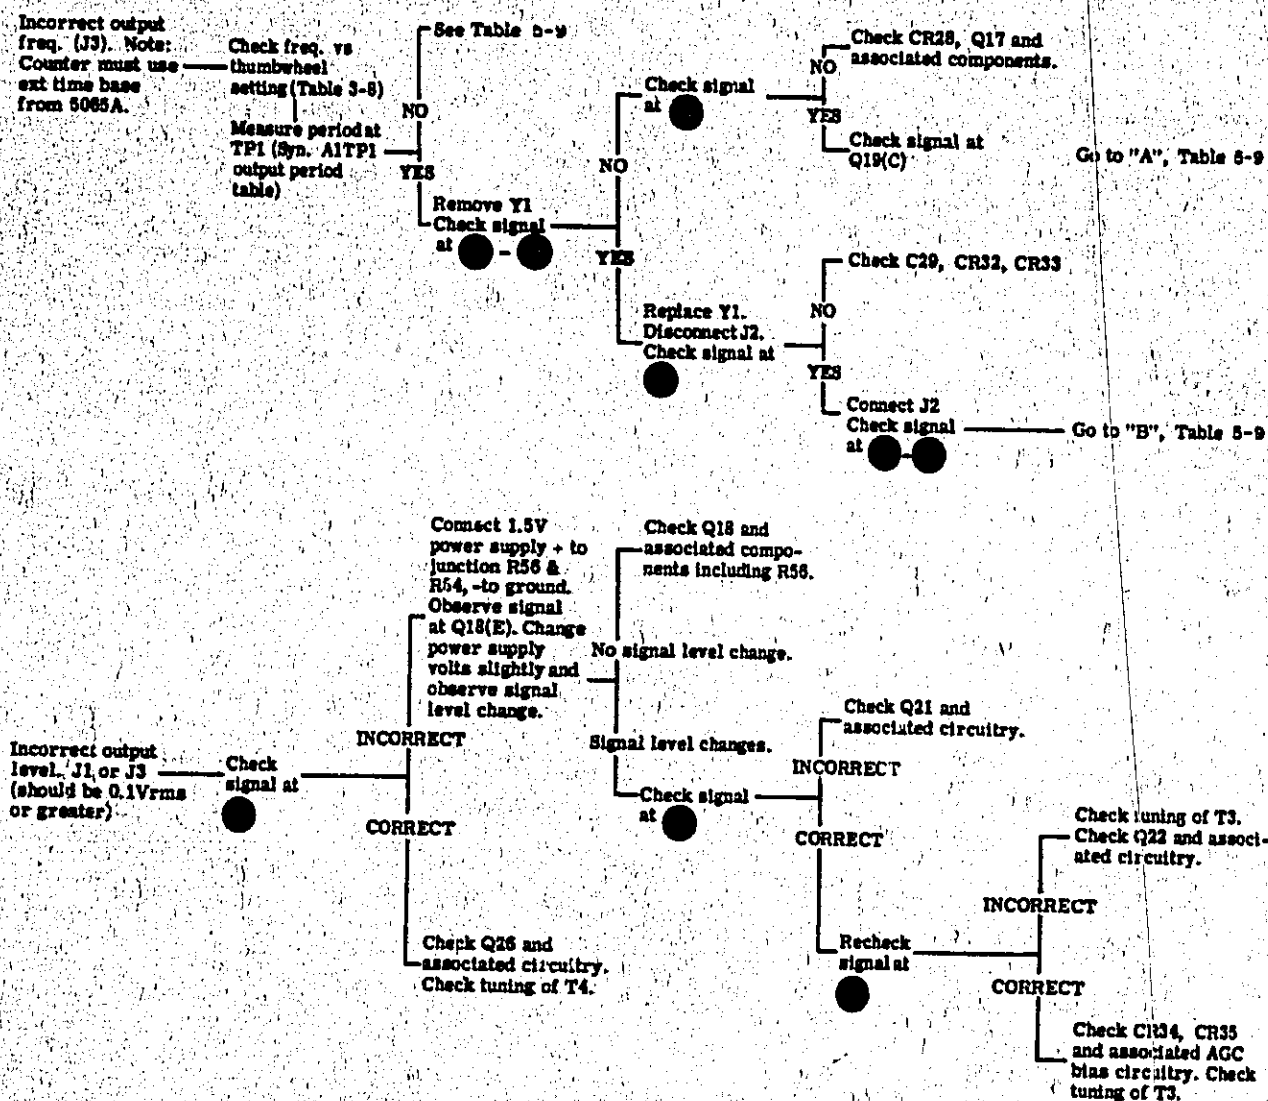 Incorrect output
freq. (J3). Note:
Counter must use
ext time base
from 5065A.
Check freq. vs
thumbwheel
setting (Table 3-8)
Measure period at
TP1 (Syn. A1TP1
output period
table)
NO
See Table 5-9
YES
Remove Y1
Check signal
at -
NO
Check signal
at
NO
Check CR28, Q17 and
associated components.
YES
Check signal at
Q19(C)
Go to "A", Table 5-9
YES
Replace Y1.
Disconnect J2.
Check signal at
NO
Check C29, CR32, CR33
YES
Connect J2
Check signal
at -
Go to "B", Table 5-9
Incorrect output
level. J1 or J3
(should be 0.1Vrms
or greater)
Check
signal at
INCORRECT
Connect 1.5V
power supply + to
junction R56 &
R54, -to ground.
Observe signal
at Q18(E). Change
power supply
volts slightly and
observe signal
level change.
No signal level change.
Check Q18 and
associated compo-
nents including R56.
Signal level changes.
Check signal
at
INCORRECT
Check Q21 and
associated circuitry.
CORRECT
Recheck
signal at
INCORRECT
Check tuning of T3.
Check Q22 and associ-
ated circuitry.
CORRECT
Check CR34, CR35
and associated AGC
bias circuitry. Check
tuning of T3.
CORRECT
Check Q26 and
associated circuitry.
Check tuning of T4.